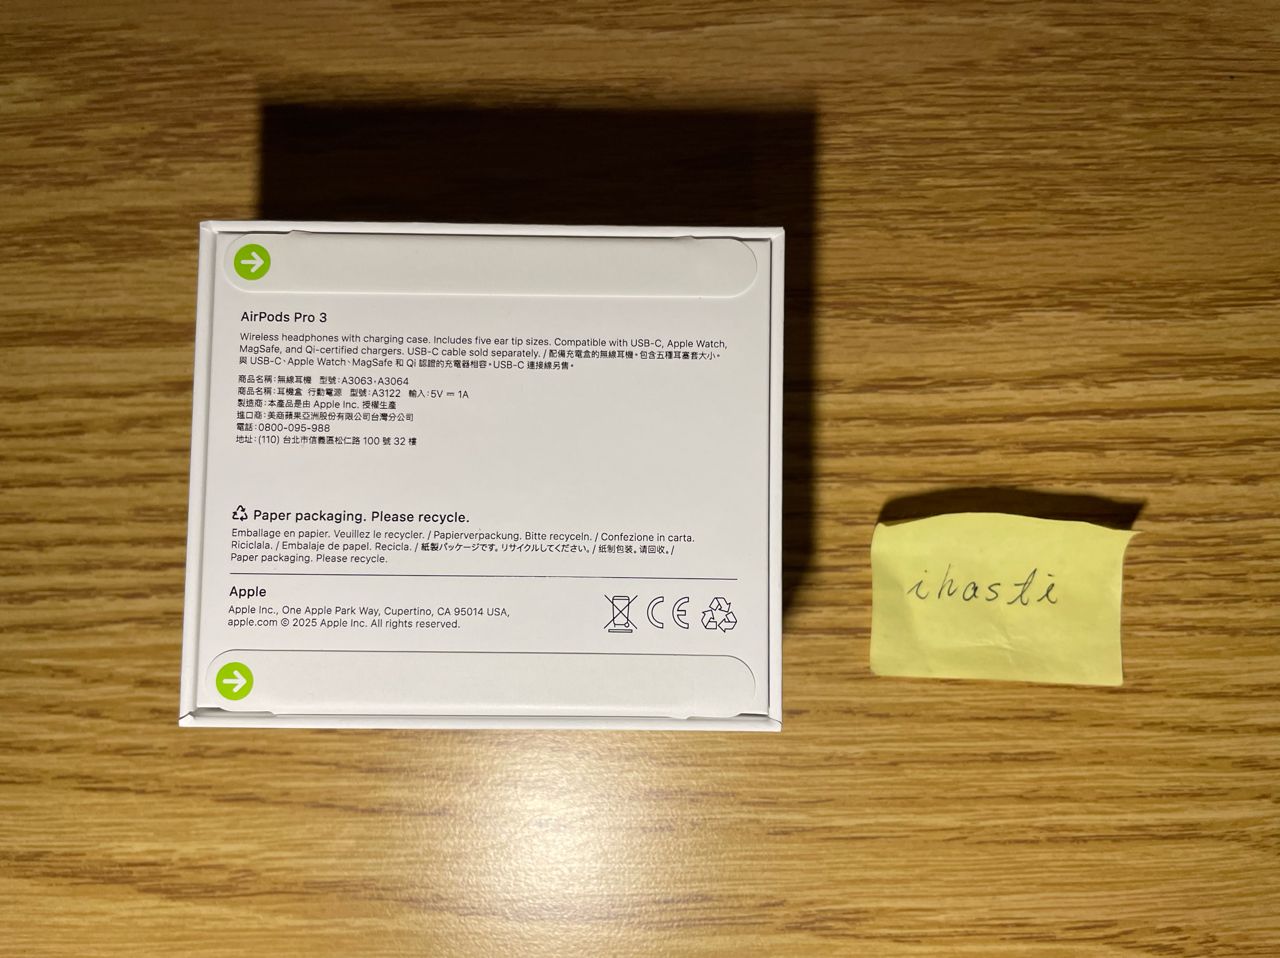 AirPods Pro 3
Wireless headphones with charging case. Includes five ear tip sizes. Compatible with USB-C, Apple Watch,
MagSafe, and Qi-certified chargers. USB-C cable sold separately. / 配備充電盒的無線耳機。包含五種耳塞套大小。
與 USB-C、Apple Watch、MagSafe 和 Qi 認證的充電器相容。USB-C 連接線另售。
商品名稱：無線耳機 型號：A3063、A3064
商品名稱：耳機盒 行動電源 型號：A3122 輸入：5V ⎓ 1A
製造商：本產品是由 Apple Inc. 授權生產
進口商：美商蘋果亞洲股份有限公司台灣分公司
電話：0800-095-988
地址：(110) 台北市信義區松仁路 100 號 32 樓
Paper packaging. Please recycle.
Emballage en papier. Veuillez le recycler. / Papierverpackung. Bitte recyceln. / Confezione in carta.
Riciclala. / Embalaje de papel. Recicla. / 紙製パッケージです。リサイクルしてください。/ 纸制包装。请回收。/
Paper packaging. Please recycle.
Apple
Apple Inc., One Apple Park Way, Cupertino, CA 95014 USA,
apple.com © 2025 Apple Inc. All rights reserved.
CE
ihasti